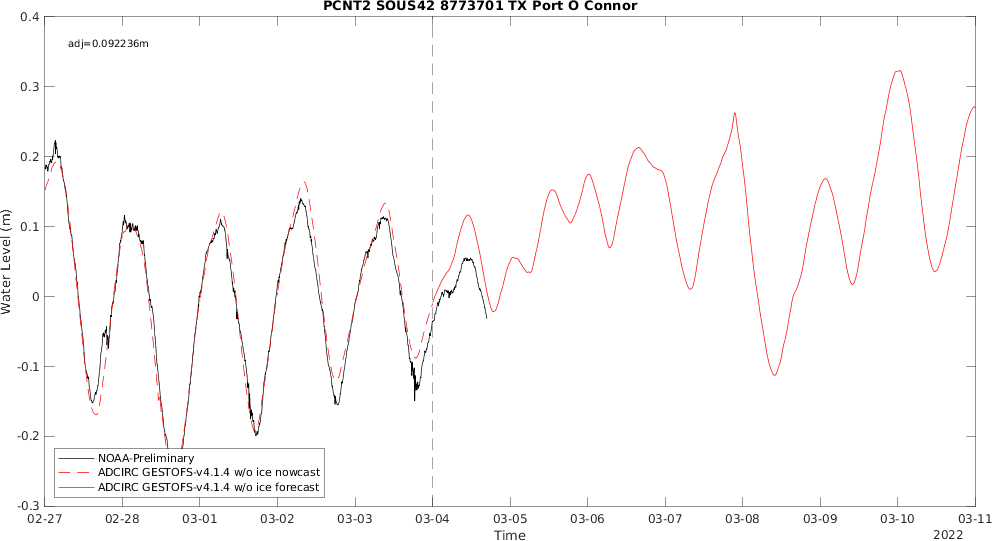 PCNT2 SOUS42 8773701 TX Port O Connor
adj=0.092236m
0.4
0.3
0.2
0.1
0
-0.1
-0.2
-0.3
Water Level (m)
NOAA-Preliminary
ADCIRC GESTOFS-v4.1.4 w/o ice nowcast
ADCIRC GESTOFS-v4.1.4 w/o ice forecast
02-27 02-28 03-01 03-02 03-03 03-04 03-05 03-06 03-07 03-08 03-09 03-10 03-11
Time
2022